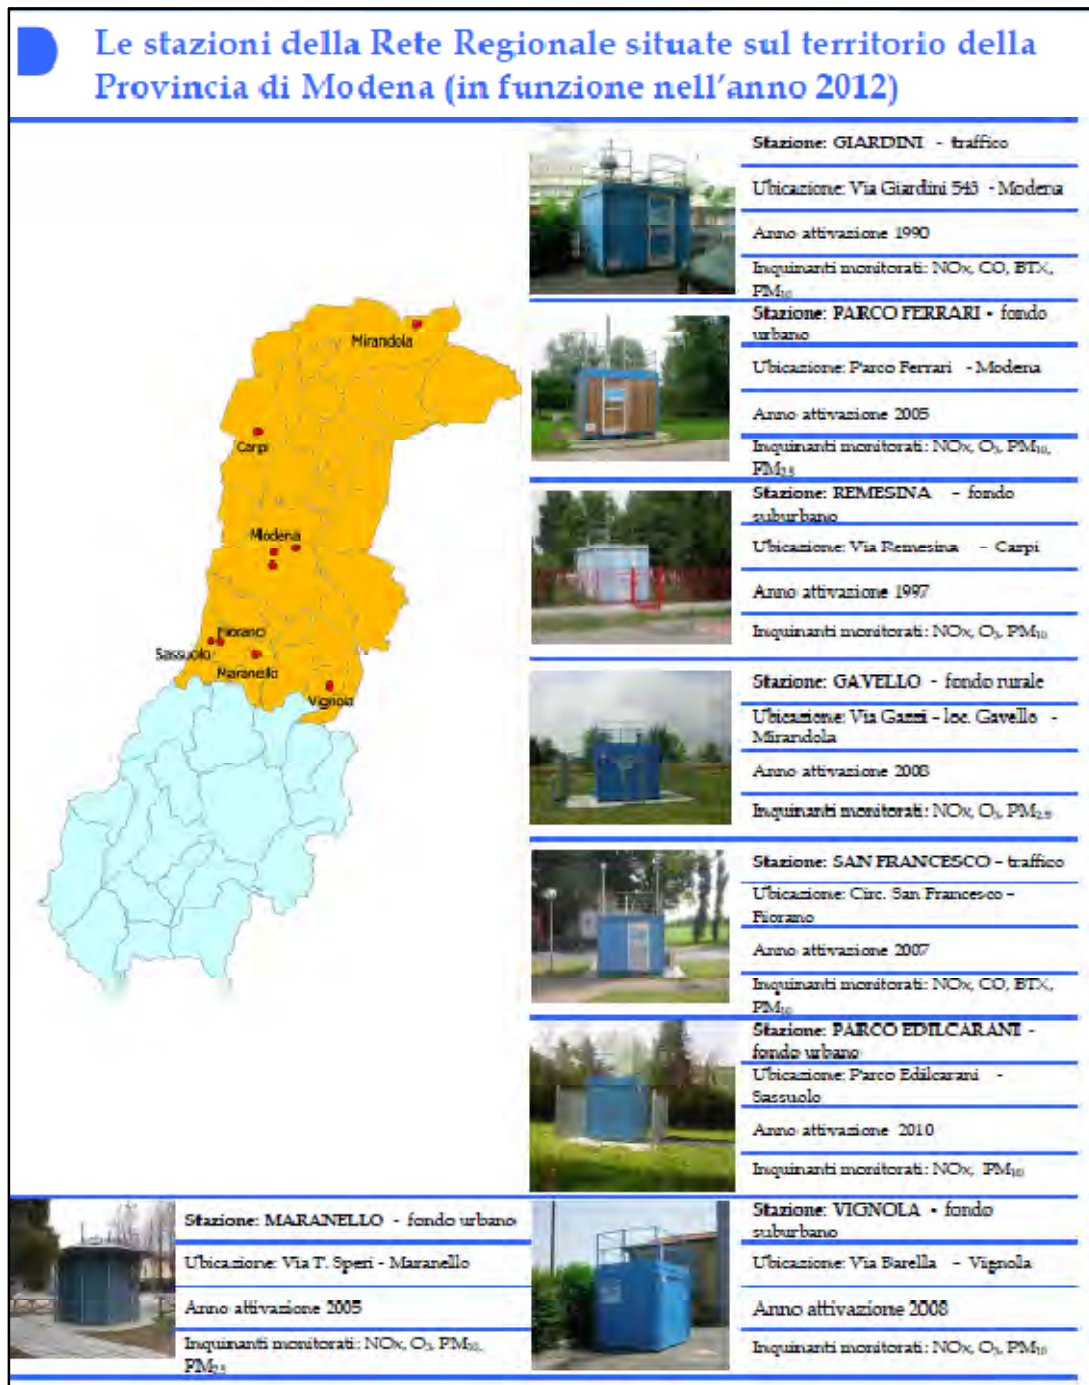 Le stazioni della Rete Regionale situate sul territorio della
Provincia di Modena (in funzione nell'anno 2012)
Mirandola
Carpi
Modena
Fiorano
Sassuolo
Maranello
Vignola
Stazione: GIARDINI - traffico
Ubicazione: Via Giardini 543 - Modena
Anno attivazione 1990
Inquinanti monitorati: NOx, CO, BTX,
PM₁₀
Stazione: PARCO FERRARI - fondo
urbano
Ubicazione: Parco Ferrari - Modena
Anno attivazione 2005
Inquinanti monitorati: NOx, O₃, PM₁₀,
PM₂.₅
Stazione: REMESINA - fondo
suburbano
Ubicazione: Via Remesina - Carpi
Anno attivazione 1997
Inquinanti monitorati: NOx, O₃, PM₁₀
Stazione: GAVELLO - fondo rurale
Ubicazione: Via Gazzi - loc. Gavello -
Mirandola
Anno attivazione 2008
Inquinanti monitorati: NOx, O₃, PM₂.₅
Stazione: SAN FRANCESCO - traffico
Ubicazione: Circ. San Francesco -
Fiorano
Anno attivazione 2007
Inquinanti monitorati: NOx, CO, BTX,
PM₁₀
Stazione: PARCO EDILCARANI -
fondo urbano
Ubicazione: Parco Edilcarani -
Sassuolo
Anno attivazione 2010
Inquinanti monitorati: NOx, PM₁₀
Stazione: MARANELLO - fondo urbano
Ubicazione: Via T. Speri - Maranello
Anno attivazione 2005
Inquinanti monitorati: NOx, O₃, PM₁₀,
PM₂.₅
Stazione: VIGNOLA - fondo
suburbano
Ubicazione: Via Barella - Vignola
Anno attivazione 2008
Inquinanti monitorati: NOx, O₃, PM₁₀